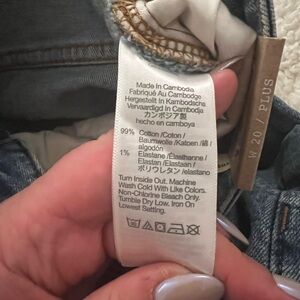 Made In Cambodia
Fabriqué Au Cambodge
Hergestellt In Kambodscha
Vervaardigd In Cambodja
カンボジア製
hecho en camboya
99% Cotton /Coton /
Baumwolle /Katoen /綿 /
algodon
1% Elastane /Élasthanne /
Elastan /Elastaan /
ポリウレタン /elastano
Turn Inside Out. Machine
Wash Cold With Like Colors.
Non-Chlorine Bleach Only.
Tumble Dry Low. Iron On
Lowest Setting.
W 20 / PLUS